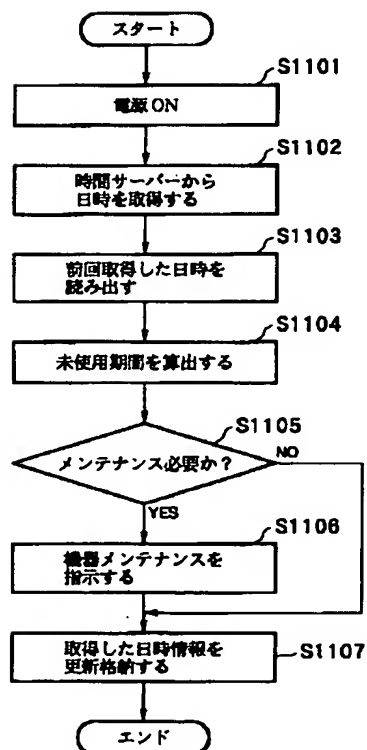 スタート
S1101
電源 ON
S1102
時間サーバーから
日時を取得する
S1103
前回取得した日時を
読み出す
S1104
未使用期間を算出する
S1105
メンテナンス必要か？
NO
YES
S1106
機器メンテナンスを
指示する
取得した日時情報を
更新格納する
S1107
エンド